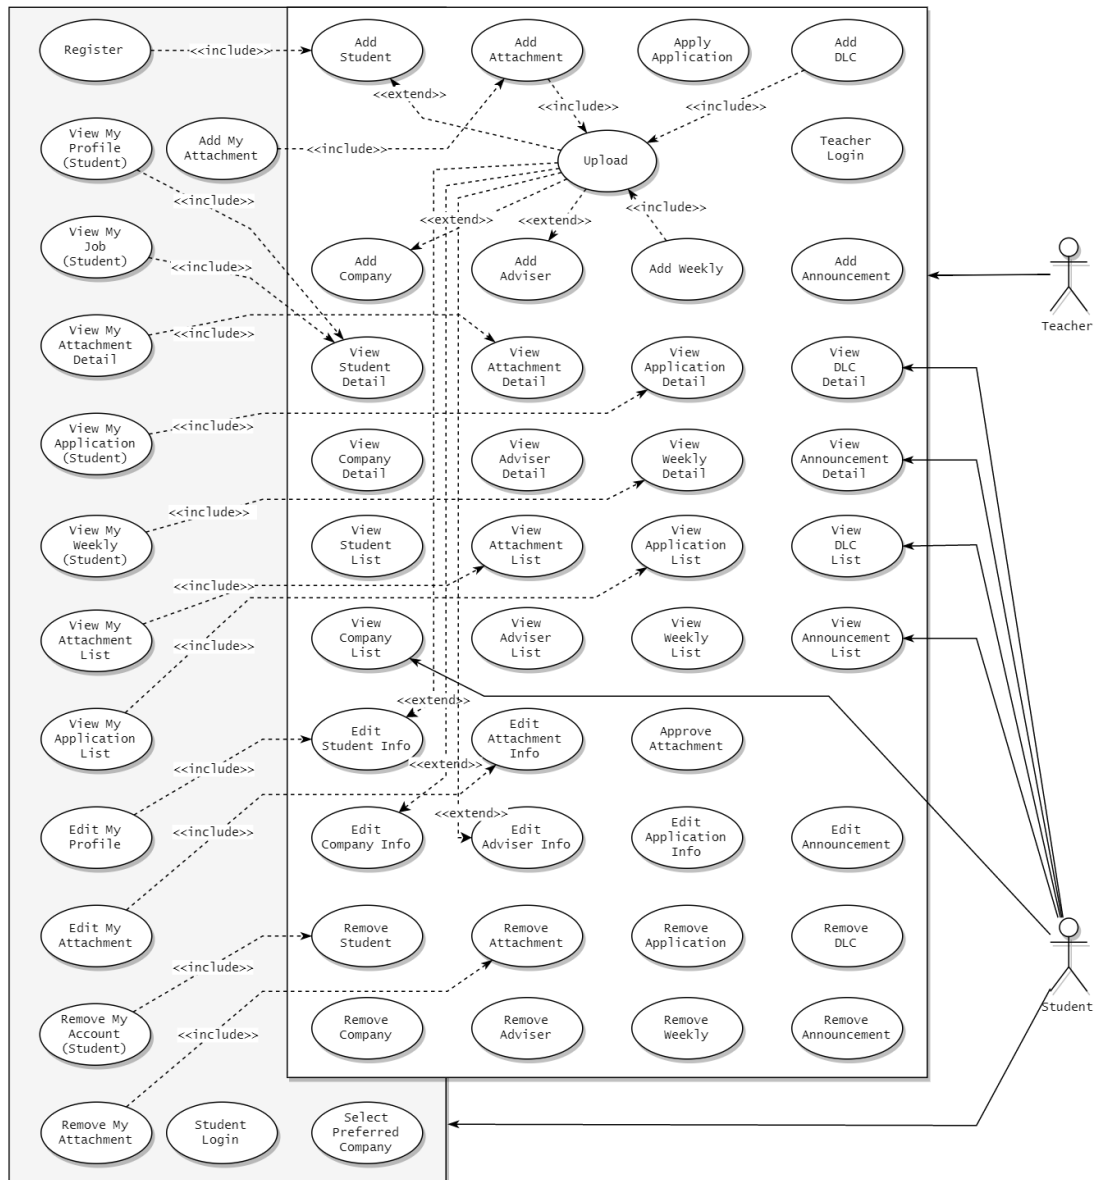 Register
<<include>>
Add
Student
Add
Attachment
Apply
Application
Add
DLC
<<extend>>
<<include>>
<<include>>
View My
Profile
(Student)
Add My
Attachment
<<include>>
Upload
Teacher
Login
<<include>>
<<extend>>
<<extend>>
<<include>>
View My
Job
(Student)
<<include>>
Add
Company
Add
Adviser
Add Weekly
Add
Announcement
Teacher
View My
Attachment
Detail
<<include>>
View
Student
Detail
View
Attachment
Detail
View
Application
Detail
View
DLC
Detail
View My
Application
(Student)
<<include>>
View
Company
Detail
View
Adviser
Detail
View
Weekly
Detail
View
Announcement
Detail
View My
Weekly
(Student)
<<include>>
View
Student
List
View
Attachment
List
View
Application
List
View
DLC
List
<<include>>
View My
Attachment
List
<<include>>
View
Company
List
View
Adviser
List
View
Weekly
List
View
Announcement
List
<<extend>>
View My
Application
List
<<include>>
Edit
Student Info
Edit
Attachment
Info
Approve
Attachment
<<extend>>
Edit My
Profile
<<include>>
<<extend>>
Edit
Company Info
Edit
Adviser Info
Edit
Application
Info
Edit
Announcement
Edit My
Attachment
<<include>>
Remove
Student
Remove
Attachment
Remove
Application
Remove
DLC
Student
Remove My
Account
(Student)
<<include>>
Remove
Company
Remove
Adviser
Remove
Weekly
Remove
Announcement
Remove My
Attachment
Student
Login
Select
Preferred
Company